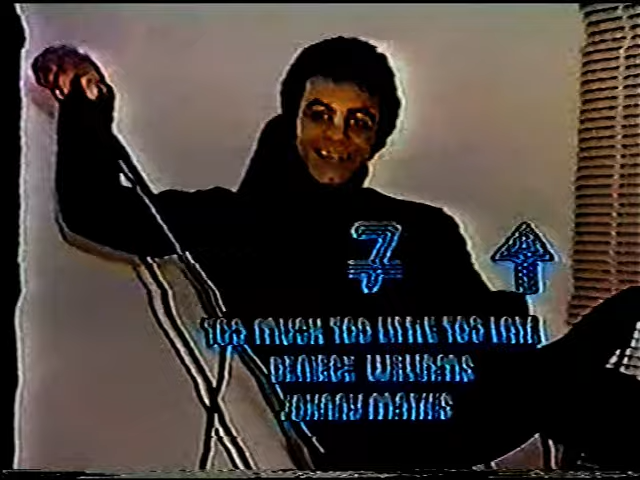 7
TOO MUCH TOO LITTLE TOO LATE
DENIECE WILLIAMS
JOHNNY MATHIS